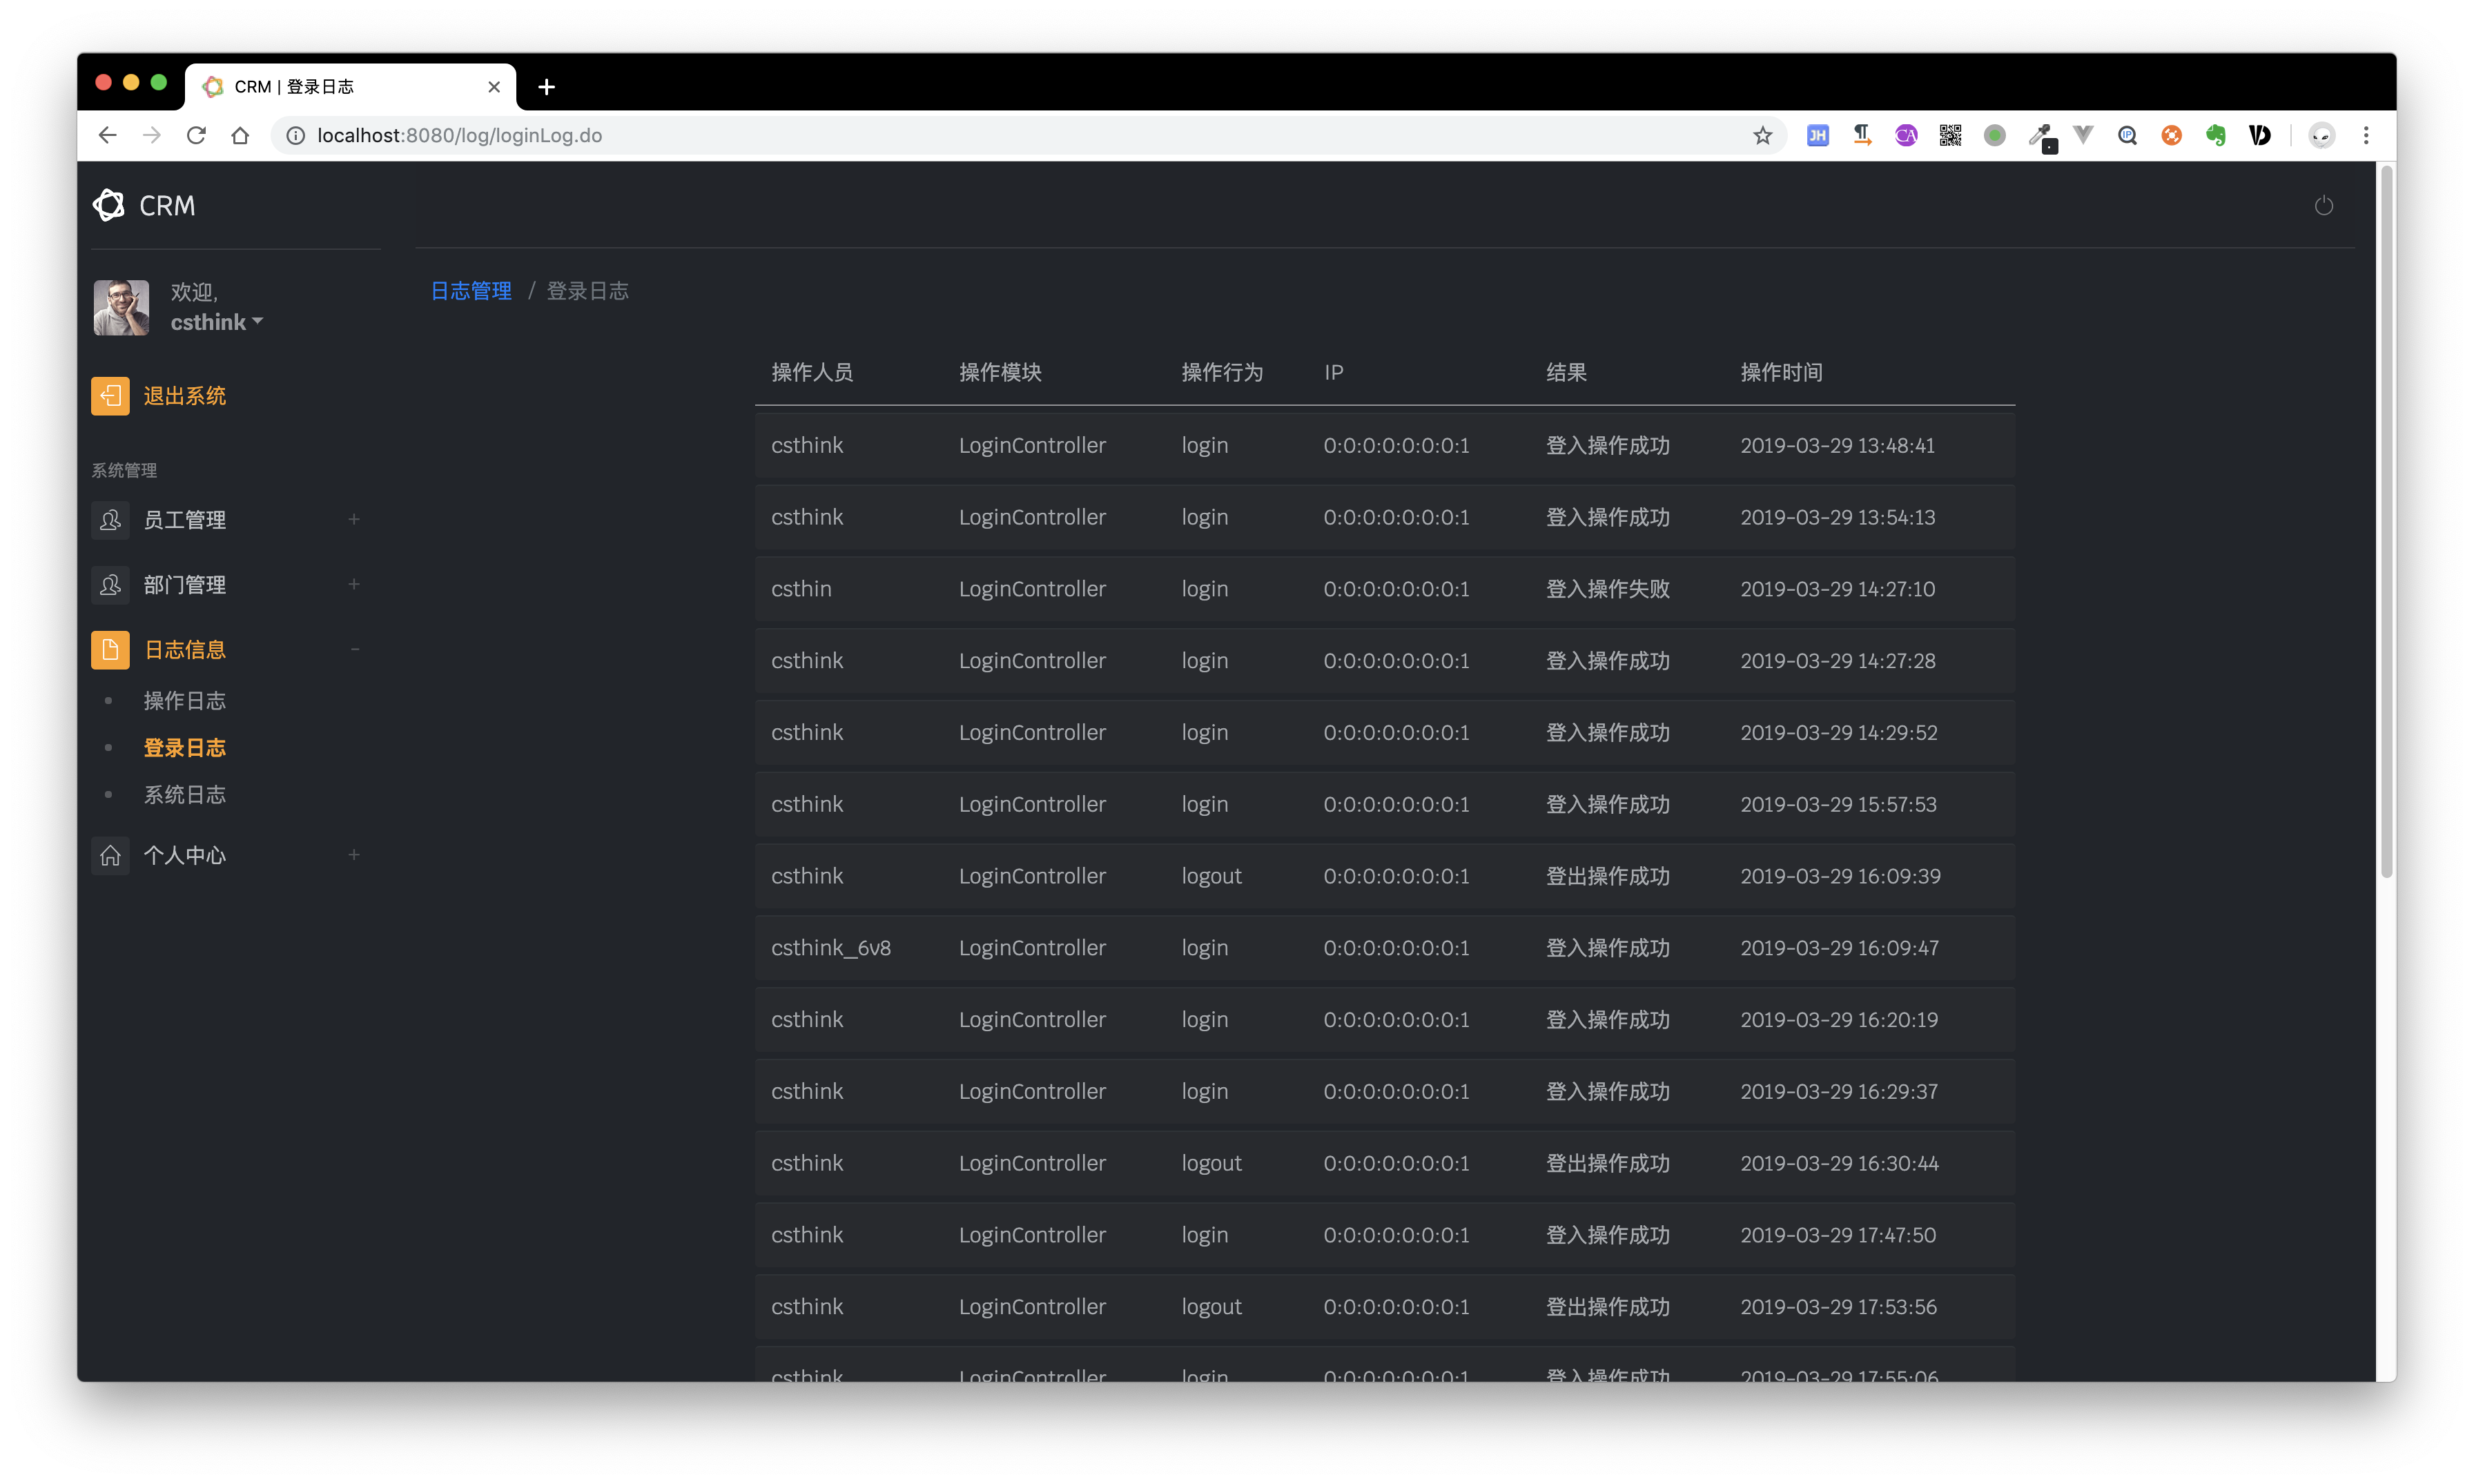 CRM | 登录日志
localhost:8080/log/loginLog.do
JH CA IP
CRM
欢迎,
csthink
退出系统
系统管理
员工管理 +
部门管理 +
日志信息 -
操作日志
登录日志
系统日志
个人中心 +
日志管理 / 登录日志
操作人员 操作模块 操作行为 IP 结果 操作时间
csthink LoginController login 0:0:0:0:0:0:0:1 登入操作成功 2019-03-29 13:48:41
csthink LoginController login 0:0:0:0:0:0:0:1 登入操作成功 2019-03-29 13:54:13
csthin LoginController login 0:0:0:0:0:0:0:1 登入操作失败 2019-03-29 14:27:10
csthink LoginController login 0:0:0:0:0:0:0:1 登入操作成功 2019-03-29 14:27:28
csthink LoginController login 0:0:0:0:0:0:0:1 登入操作成功 2019-03-29 14:29:52
csthink LoginController login 0:0:0:0:0:0:0:1 登入操作成功 2019-03-29 15:57:53
csthink LoginController logout 0:0:0:0:0:0:0:1 登出操作成功 2019-03-29 16:09:39
csthink_6v8 LoginController login 0:0:0:0:0:0:0:1 登入操作成功 2019-03-29 16:09:47
csthink LoginController login 0:0:0:0:0:0:0:1 登入操作成功 2019-03-29 16:20:19
csthink LoginController login 0:0:0:0:0:0:0:1 登入操作成功 2019-03-29 16:29:37
csthink LoginController logout 0:0:0:0:0:0:0:1 登出操作成功 2019-03-29 16:30:44
csthink LoginController login 0:0:0:0:0:0:0:1 登入操作成功 2019-03-29 17:47:50
csthink LoginController logout 0:0:0:0:0:0:0:1 登出操作成功 2019-03-29 17:53:56
csthink LoginController login 0:0:0:0:0:0:0:1 登入操作成功 2019-03-29 17:55:06